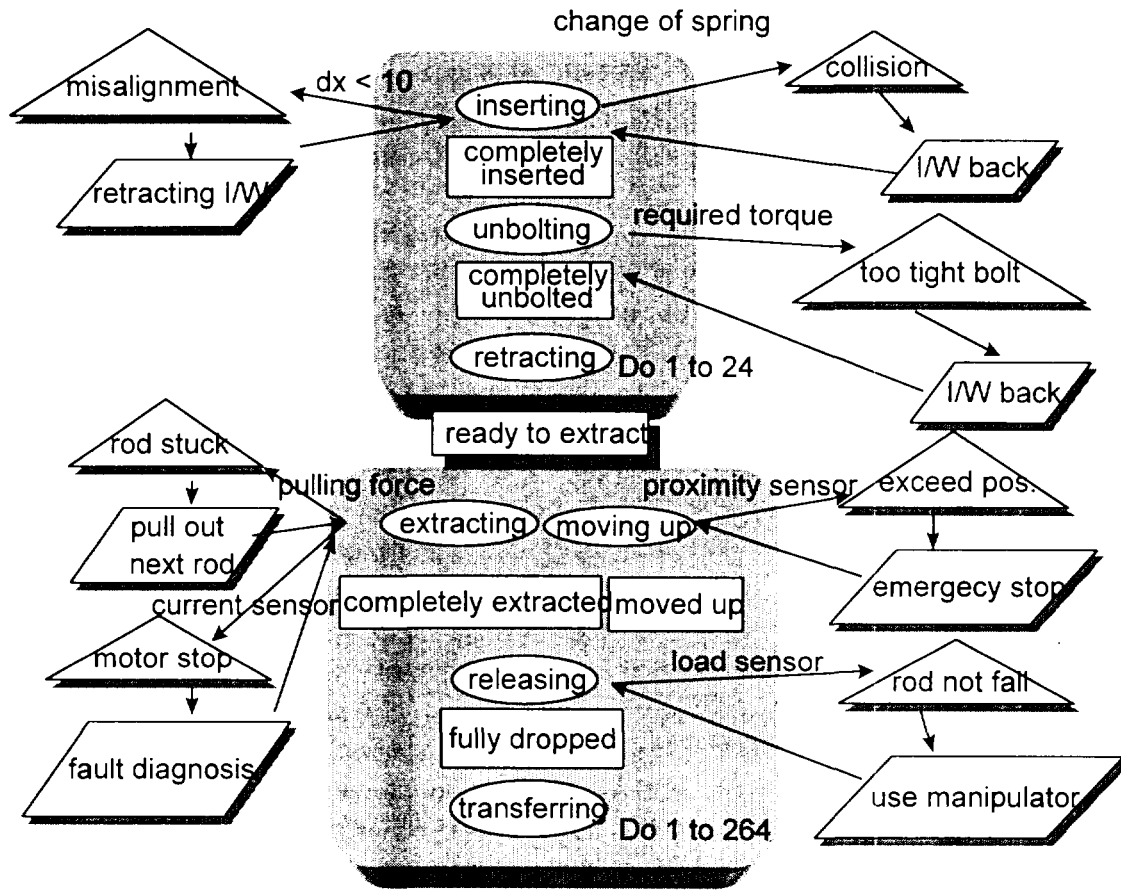 change of spring
misalignment
dx < 10
inserting
collision
completely
inserted
retracting I/W
I/W back
unbolting
required torque
completely
unbolted
too tight bolt
retracting
Do 1 to 24
I/W back
ready to extract
rod stuck
pulling force
proximity sensor
exceed pos.
extracting
moving up
pull out
next rod
current sensor
completely extracted
moved up
emergecy stop
motor stop
load sensor
releasing
rod not fall
fully dropped
fault diagnosis
transferring
use manipulator
Do 1 to 264